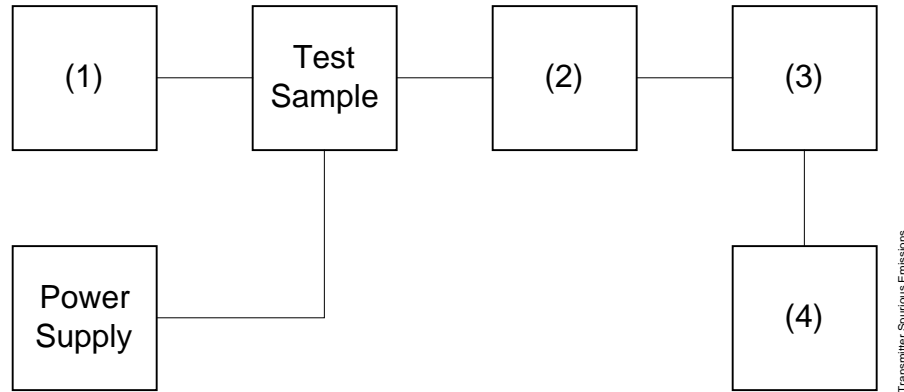 (1)
Test
Sample
(2)
(3)
Power
Supply
(4)
Transmitter Spurious Emissions